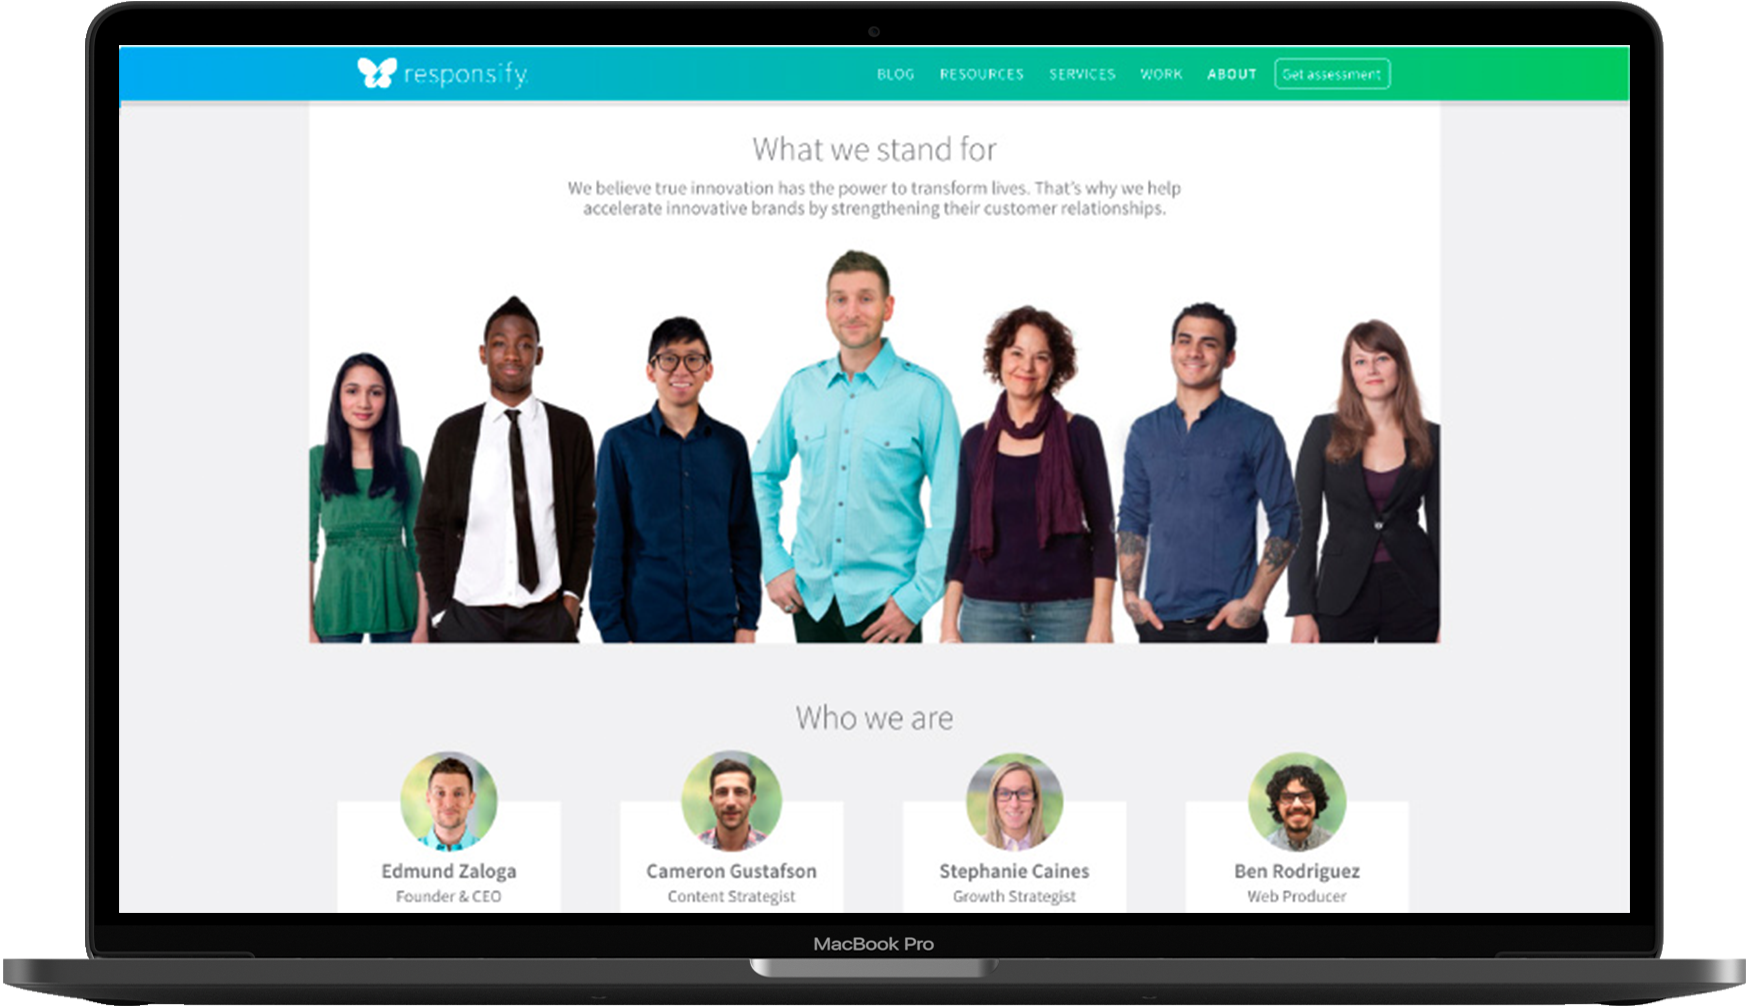 responsify.
BLOG RESOURCES SERVICES WORK ABOUT Get assessment
What we stand for
We believe true innovation has the power to transform lives. That's why we help
accelerate innovative brands by strengthening their customer relationships.
Who we are
Edmund Zaloga Cameron Gustafson Stephanie Caines Ben Rodriguez
Founder & CEO Content Strategist Growth Strategist Web Producer
MacBook Pro